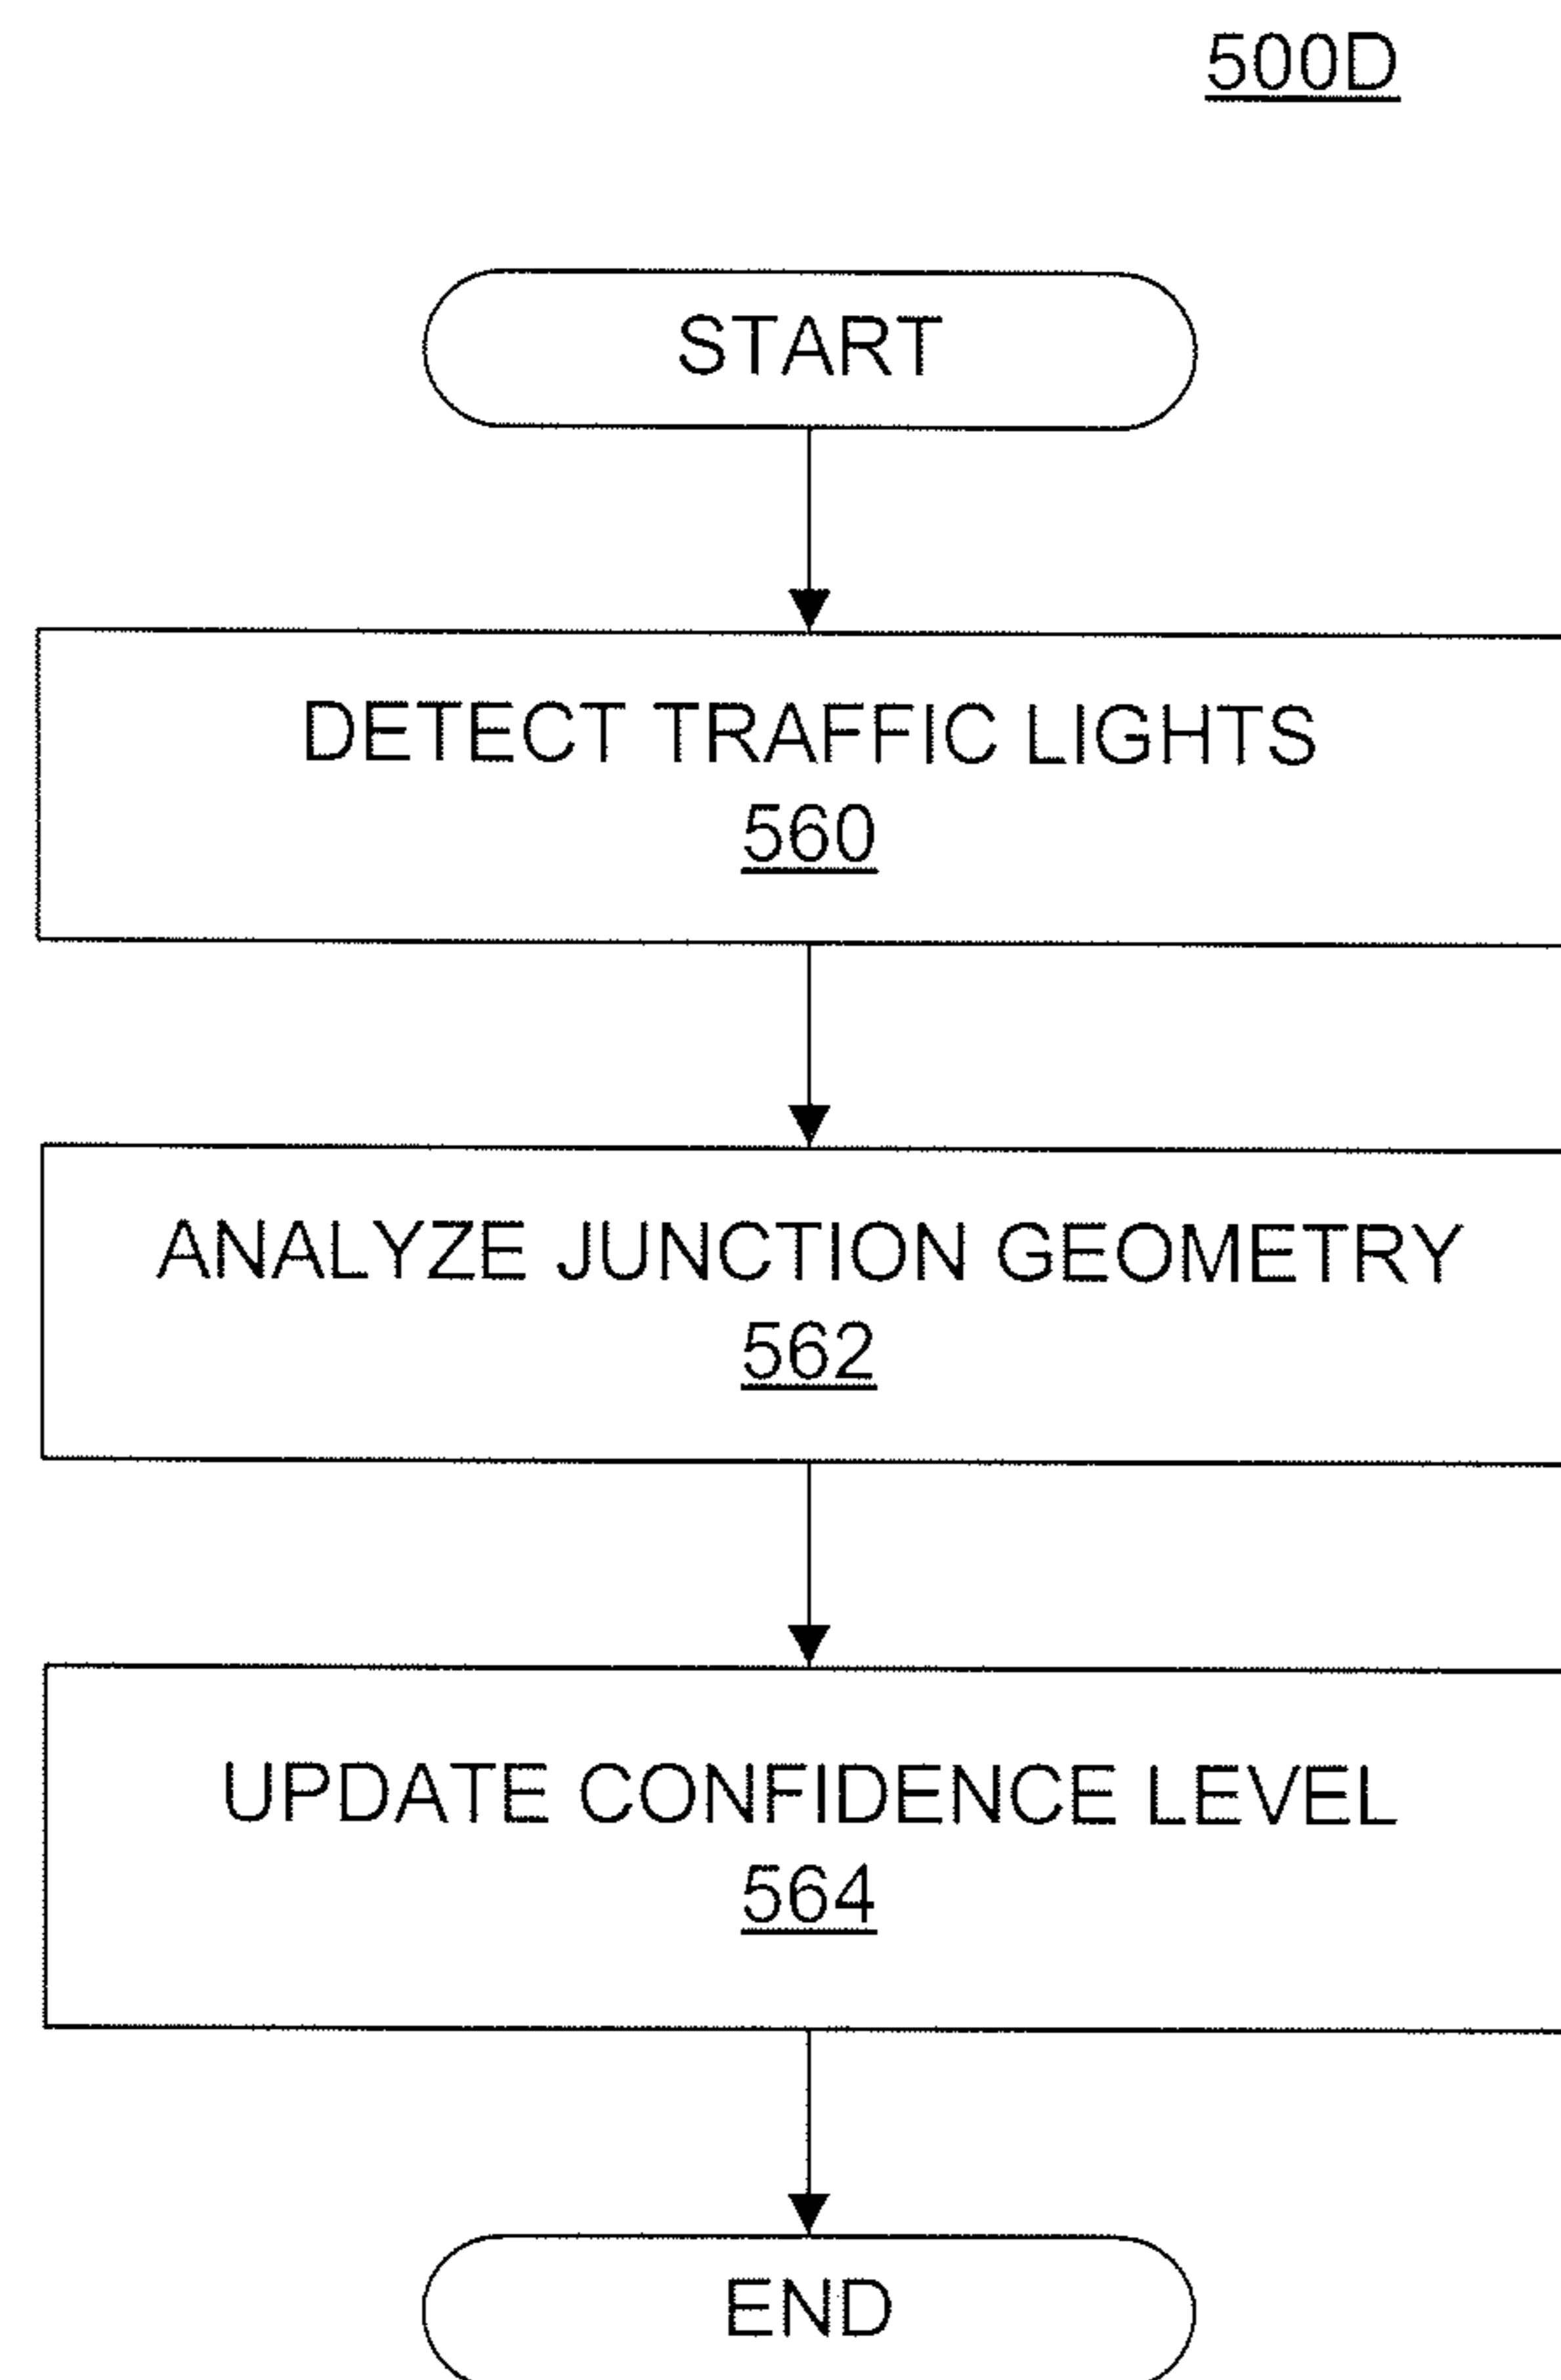 500D
START
DETECT TRAFFIC LIGHTS
560
ANALYZE JUNCTION GEOMETRY
562
UPDATE CONFIDENCE LEVEL
564
END